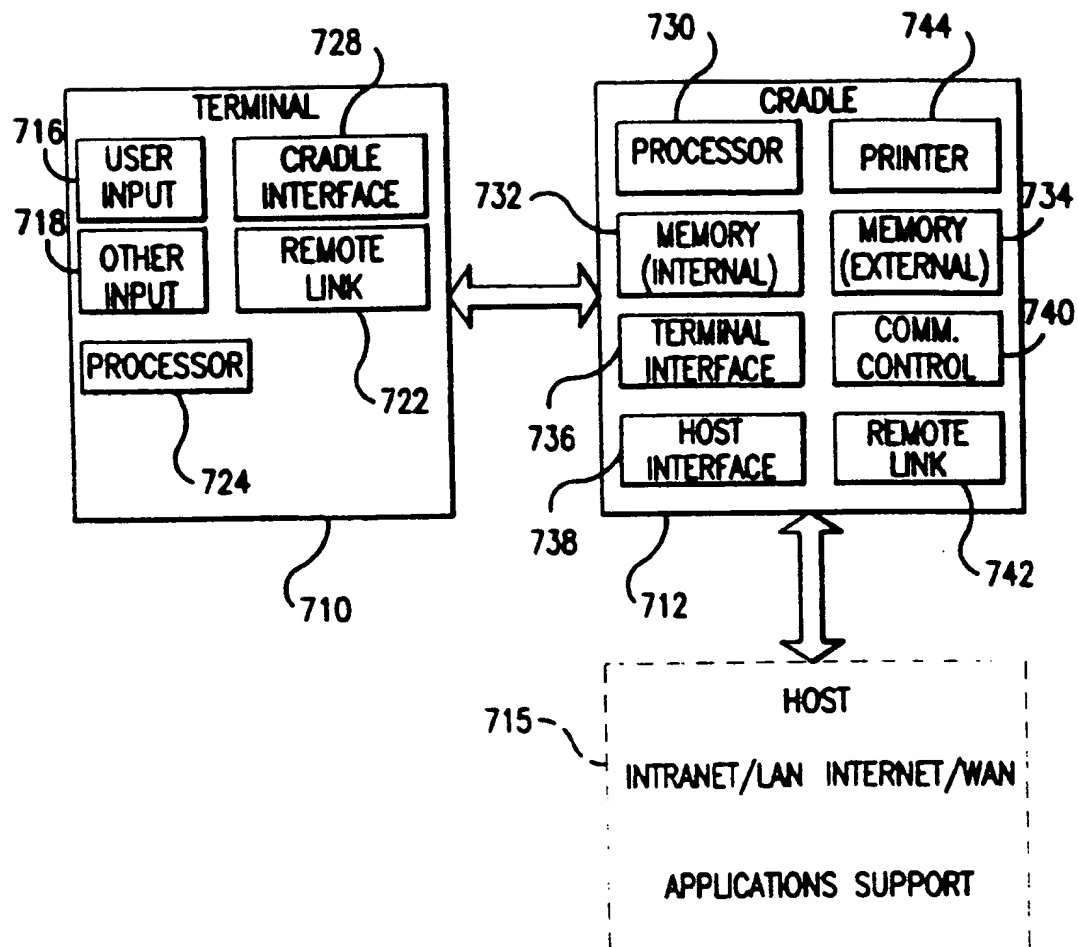 728
730
744
TERMINAL
CRADLE
716
USER
INPUT
CRADLE
INTERFACE
PROCESSOR
PRINTER
718
OTHER
INPUT
REMOTE
LINK
732
MEMORY
(INTERNAL)
MEMORY
(EXTERNAL)
734
PROCESSOR
TERMINAL
INTERFACE
COMM.
CONTROL
740
722
724
736
HOST
INTERFACE
REMOTE
LINK
738
742
710
712
HOST
715
INTRANET/LAN INTERNET/WAN
APPLICATIONS SUPPORT